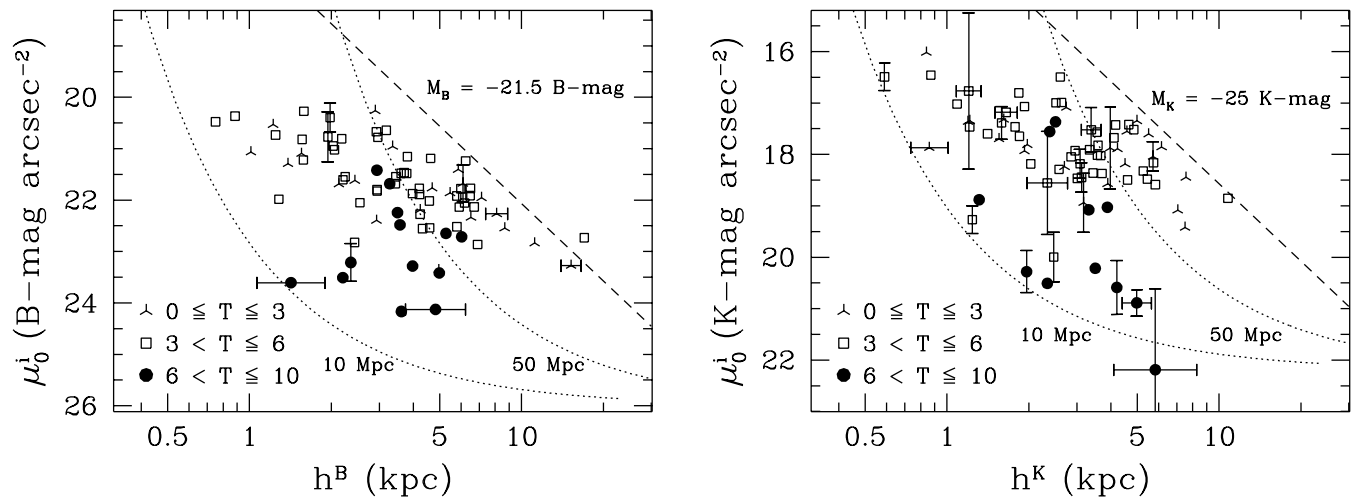 μ₀ⁱ (B−mag arcsec⁻²)
20
22
24
26
M_B = −21.5 B−mag
0 ≦ T ≦ 3
3 < T ≦ 6
6 < T ≦ 10
10 Mpc
50 Mpc
0.5 1 5 10
hᴮ (kpc)
μ₀ⁱ (K−mag arcsec⁻²)
16
18
20
22
M_K = −25 K−mag
0 ≦ T ≦ 3
3 < T ≦ 6
6 < T ≦ 10
10 Mpc
50 Mpc
0.5 1 5 10
hᴷ (kpc)